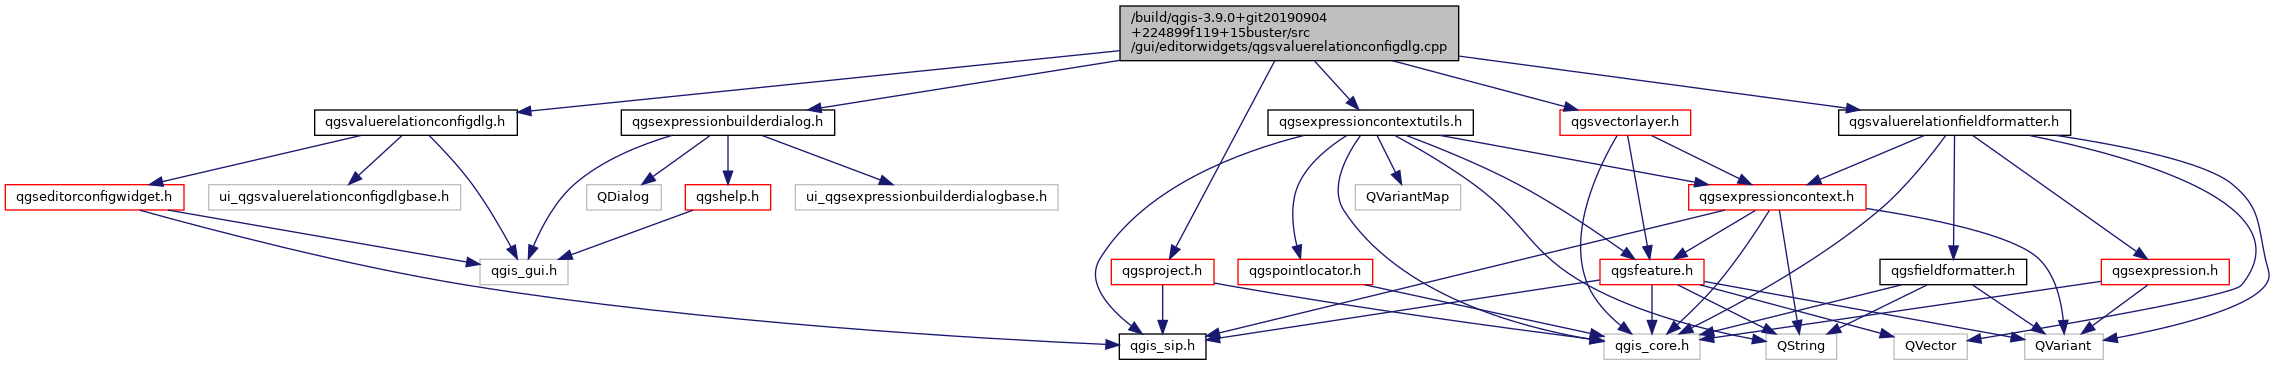 /build/qgis-3.9.0+git20190904
+224899f119+15buster/src
/gui/editorwidgets/qgsvaluerelationconfigdlg.cpp
qgsvaluerelationconfigdlg.h
qgsexpressionbuilderdialog.h
qgsexpressioncontextutils.h
qgsvectorlayer.h
qgsvaluerelationfieldformatter.h
qgseditorconfigwidget.h
ui_qgsvaluerelationconfigdlgbase.h
QDialog
qgshelp.h
ui_qgsexpressionbuilderdialogbase.h
QVariantMap
qgsexpressioncontext.h
qgis_gui.h
qgsproject.h
qgspointlocator.h
qgsfeature.h
qgsfieldformatter.h
qgsexpression.h
qgis_sip.h
qgis_core.h
QString
QVector
QVariant